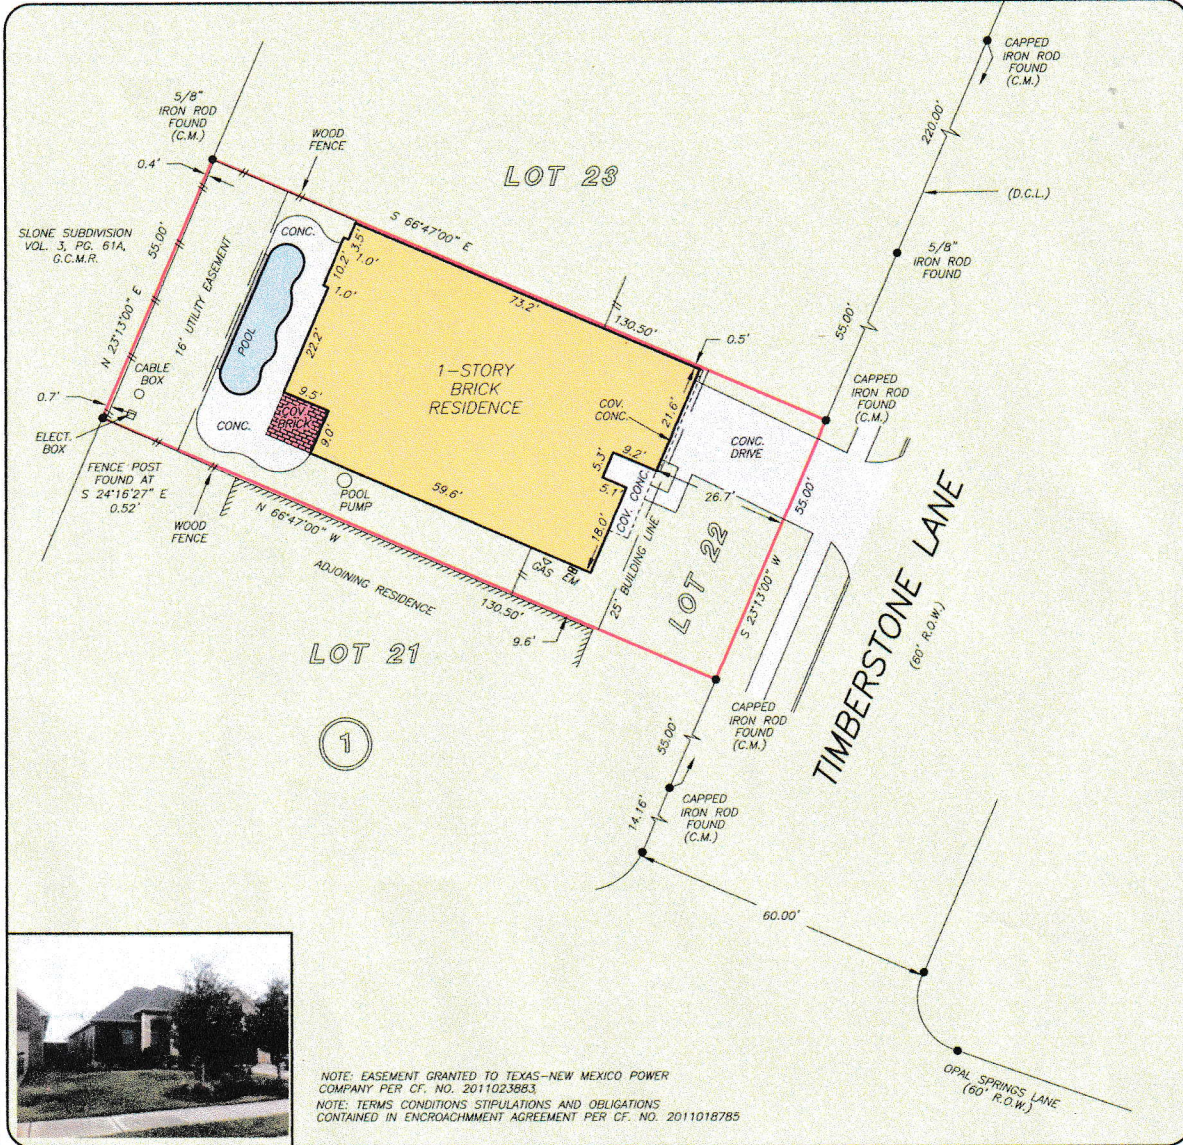 CAPPED
IRON ROD
FOUND
(C.M.)
5/8"
IRON ROD
FOUND
(C.M.)
220.00'
WOOD
FENCE
0.4'
LOT 23
(D.C.L.)
SLONE SUBDIVISION
VOL. 3, PG. 61A,
G.C.M.R.
55.00'
N 23°13'00" E
16' UTILITY EASEMENT
CONC.
S 66°47'00" E
3.5'
1.0'
10.2'
1.0'
5/8"
IRON ROD
FOUND
73.2'
130.50'
55.00'
0.5'
POOL
22.2'
CABLE
BOX
1-STORY
BRICK
RESIDENCE
CAPPED
IRON ROD
FOUND
(C.M.)
0.7'
9.5'
COV.
BRICK
9.0'
COV.
CONC.
21.6'
ELECT.
BOX
CONC.
CONC.
DRIVE
9.2'
5.3'
5.1'
COV. CONC.
26.7'
55.00'
FENCE POST
FOUND AT
S 24°16'27" E
0.52'
POOL
PUMP
59.6'
18.0'
WOOD
FENCE
N 66°47'00" W
GAS
EM
25' BUILDING LINE
LOT 22
S 23°13'00" W
ADJOINING RESIDENCE
130.50'
9.6'
TIMBERSTONE LANE
(60' R.O.W.)
LOT 21
1
CAPPED
IRON ROD
FOUND
(C.M.)
55.00'
CAPPED
IRON ROD
FOUND
(C.M.)
14.16'
60.00'
OPAL SPRINGS LANE
(60' R.O.W.)
NOTE: EASEMENT GRANTED TO TEXAS-NEW MEXICO POWER
COMPANY PER CF. NO. 2011023883
NOTE: TERMS CONDITIONS STIPULATIONS AND OBLIGATIONS
CONTAINED IN ENCROACHMMENT AGREEMENT PER CF. NO. 2011018785